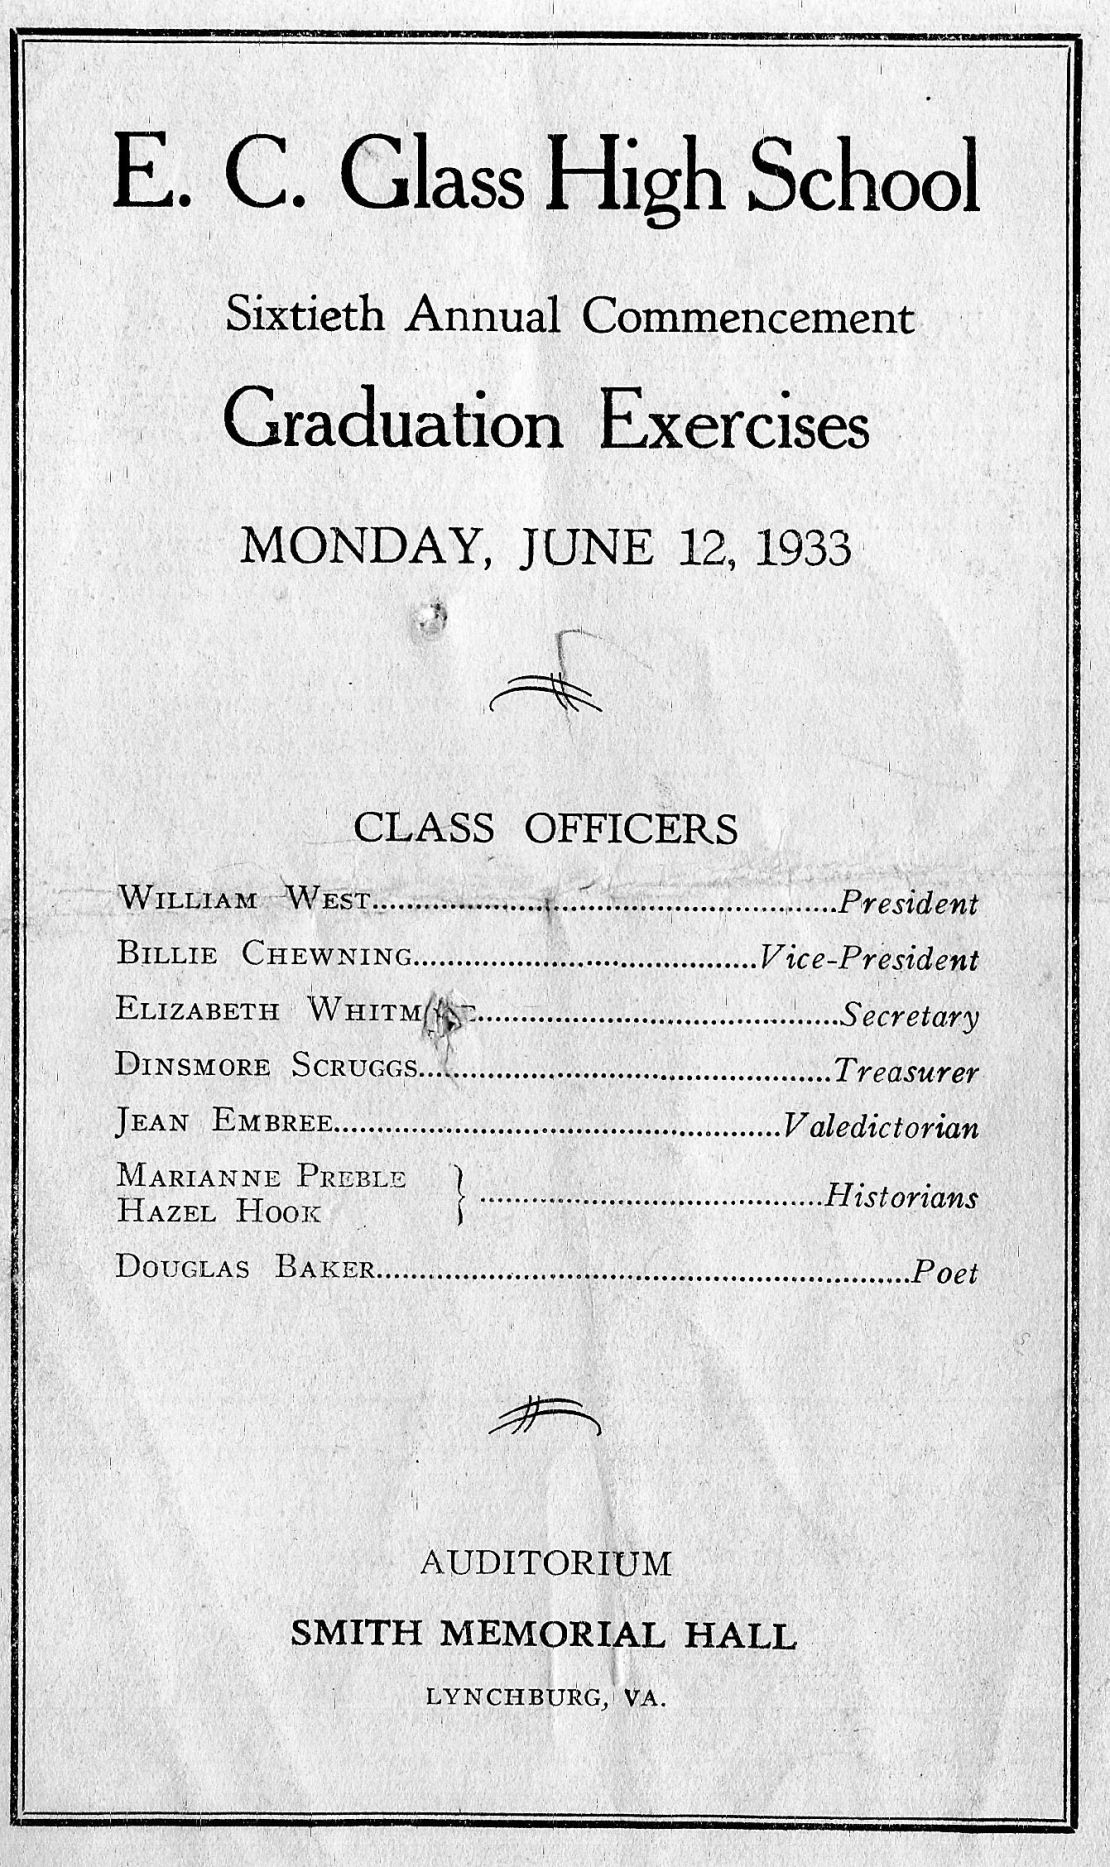 E. C. Glass High School
Sixtieth Annual Commencement
Graduation Exercises
MONDAY, JUNE 12, 1933
CLASS OFFICERS
WILLIAM WEST..........President
BILLIE CHEWNING..........Vice-President
ELIZABETH ..........Secretary
DINSMORE SCRUGGS..........Treasurer
JEAN EMBREE..........Valedictorian
MARIANNE PREBLE
HAZEL HOOK } ..........Historians
DOUGLAS BAKER..........Poet
AUDITORIUM
SMITH MEMORIAL HALL
LYNCHBURG, VA.